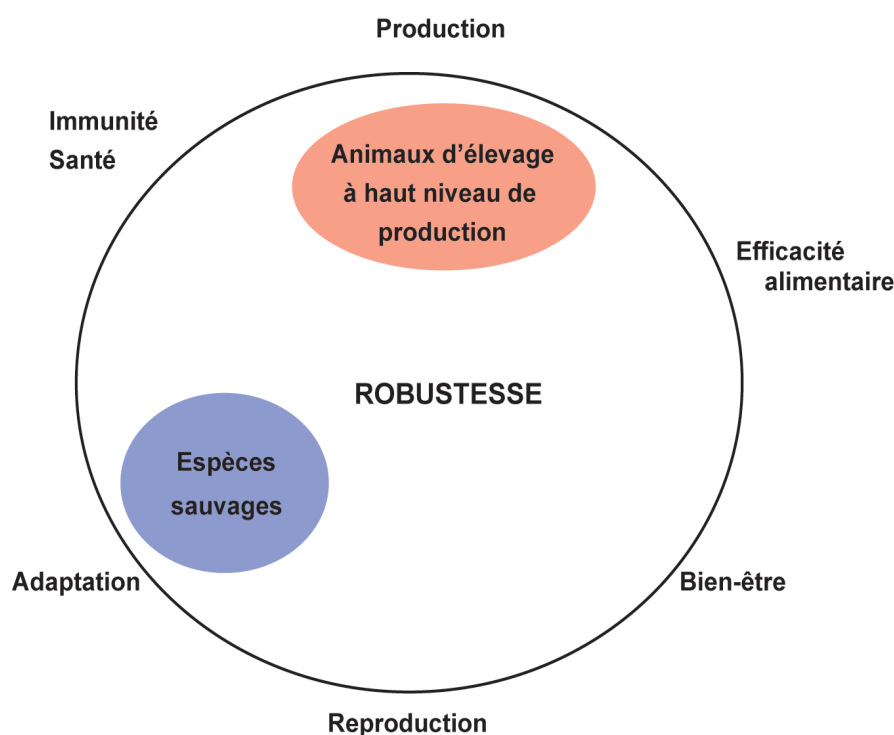 Production
Immunité
Santé
Animaux d’élevage
à haut niveau de
production
Efficacité
alimentaire
ROBUSTESSE
Espèces
sauvages
Adaptation
Bien-être
Reproduction